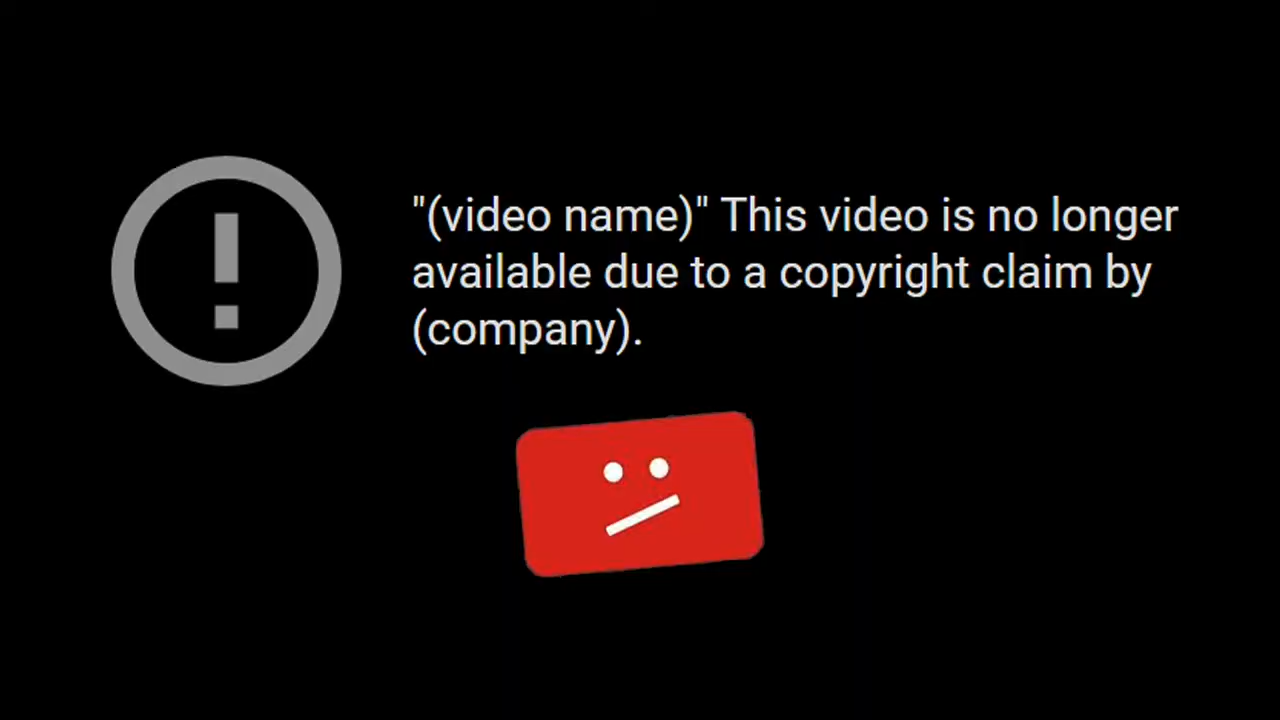 "(video name)" This video is no longer
available due to a copyright claim by
(company).